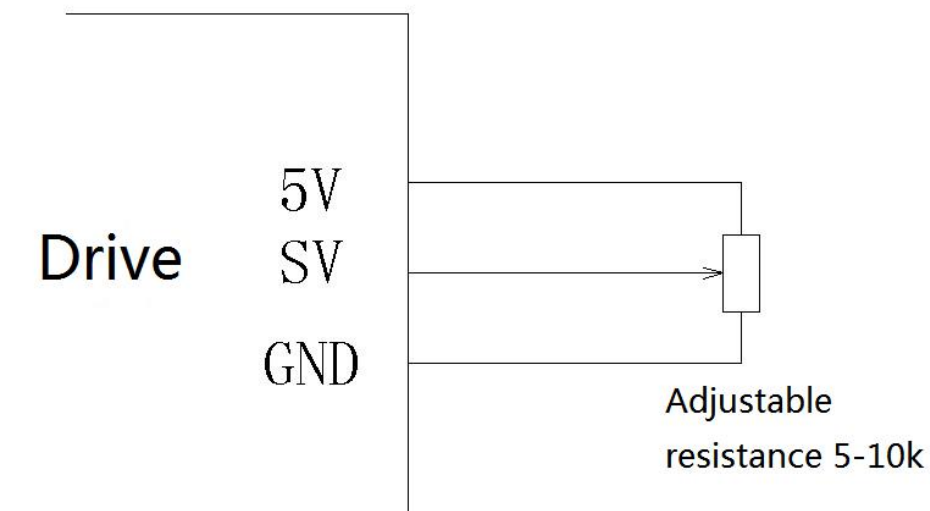 5V
Drive
SV
GND
Adjustable
resistance 5-10k